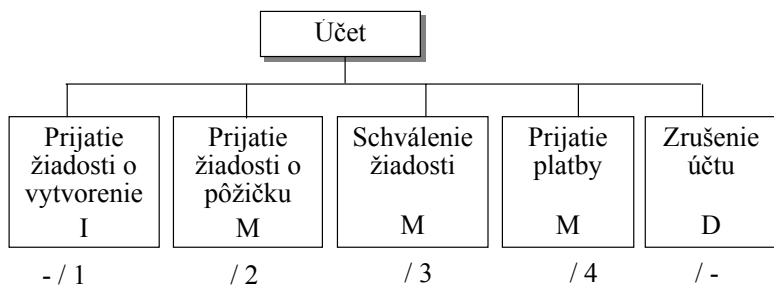 Účet
Prijatie
žiadosti o
vytvorenie
I
Prijatie
žiadosti o
pôžičku
M
Schválenie
žiadosti
M
Prijatie
platby
M
Zrušenie
účtu
D
- / 1
/ 2
/ 3
/ 4
/ -